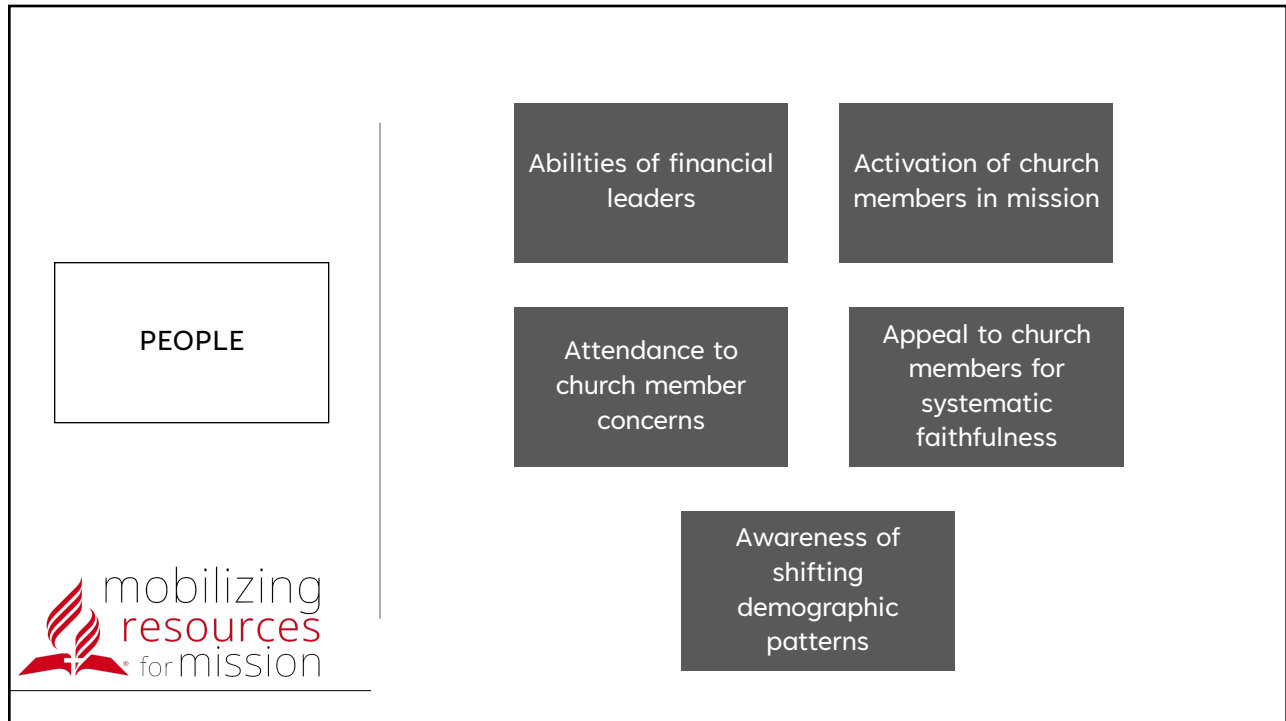 PEOPLE
mobilizing
resources
for mission
®
Abilities of financial
leaders
Activation of church
members in mission
Attendance to
church member
concerns
Appeal to church
members for
systematic
faithfulness
Awareness of
shifting
demographic
patterns